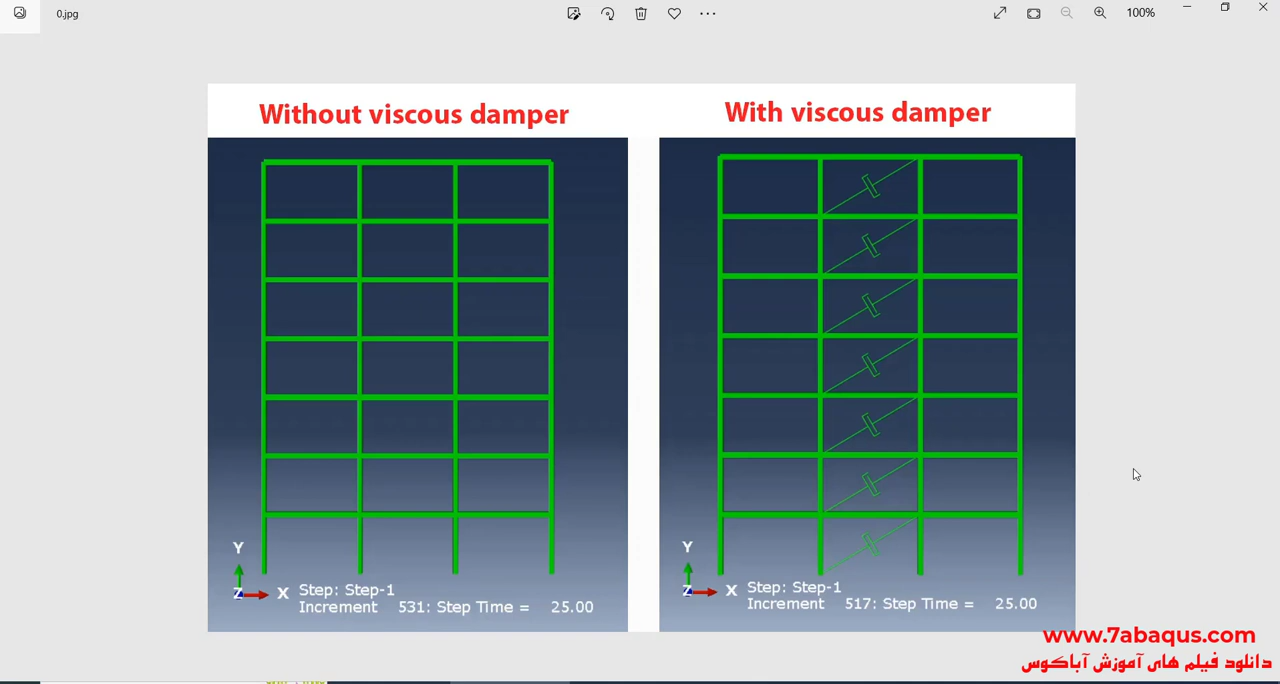 0.jpg
100%
Without viscous damper
With viscous damper
Y
X
Z
Step: Step-1
Increment 531: Step Time = 25.00
Y
X
Z
Step: Step-1
Increment 517: Step Time = 25.00
www.7abaqus.com
دانلود فیلم های آموزش آباکوس